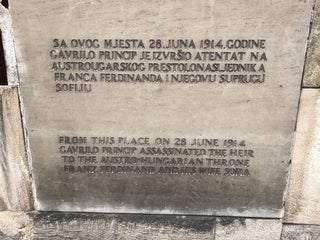 SA OVOG MJESTA 28. JUNA 1914. GODINE
GAVRILO PRINCIP JE IZVRŠIO ATENTAT NA
AUSTROUGARSKOG PRESTOLONASLJEDNIKA
FRANCA FERDINANDA I NJEGOVU SUPRUGU
SOFIJU
FROM THIS PLACE ON 28 JUNE 1914
GAVRILO PRINCIP ASSASSINATED THE HEIR
TO THE AUSTRO-HUNGARIAN THRONE
FRANZ FERDINAND AND HIS WIFE SOFIA